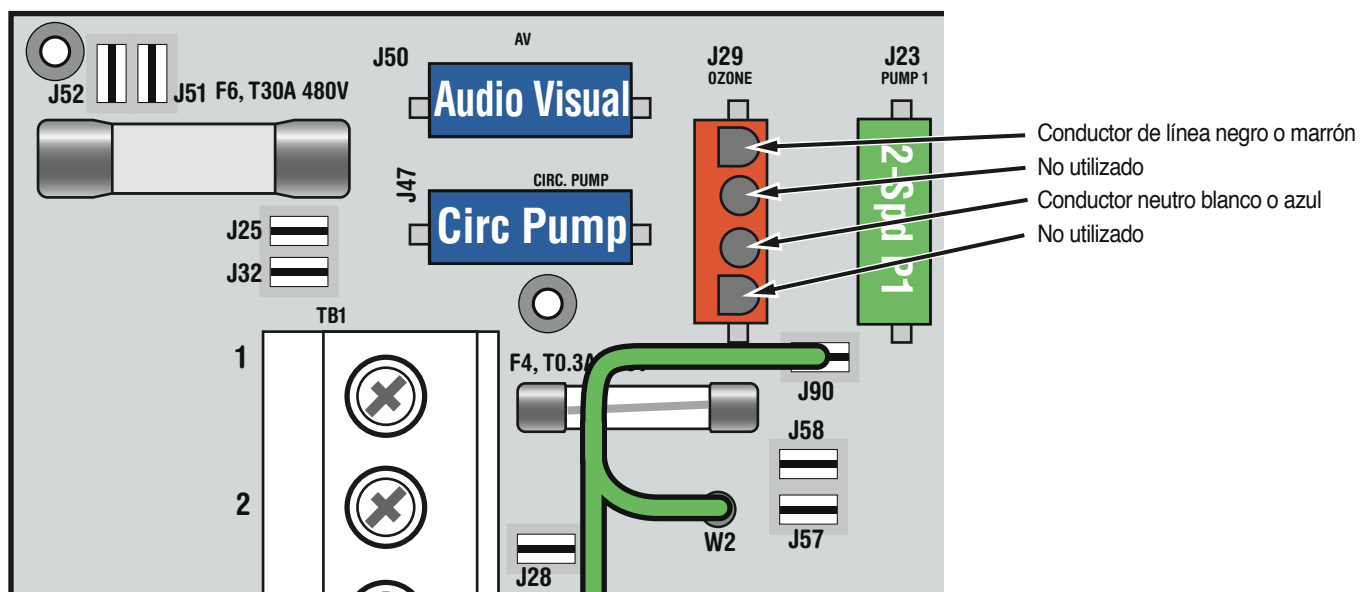 AV
J50
J29
J23
OZONE
PUMP 1
J52
J51
F6, T30A 480V
Audio Visual
Conductor de línea negro o marrón
No utilizado
Conductor neutro blanco o azul
No utilizado
2-Spd P1
J47
CIRC. PUMP
Circ Pump
J25
J32
TB1
1
F4, T0.3A
J90
J58
2
W2
J57
J28